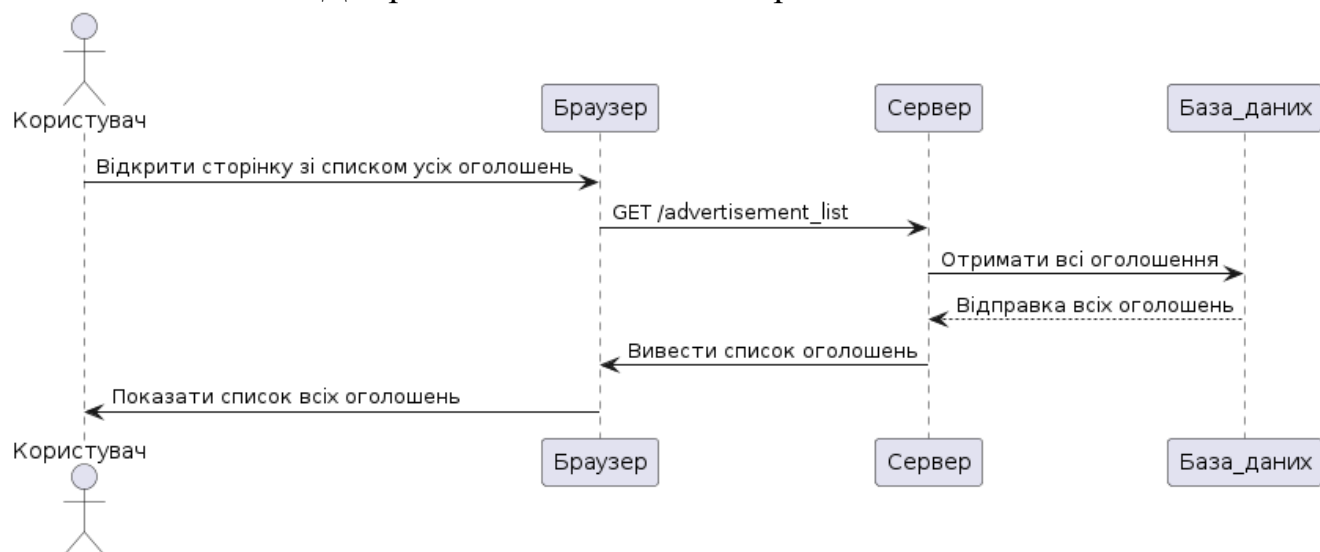 Користувач
Браузер
Сервер
База_даних
Відкрити сторінку зі списком усіх оголошень
GET /advertisement_list
Отримати всі оголошення
Відправка всіх оголошень
Вивести список оголошень
Показати список всіх оголошень
Користувач
Браузер
Сервер
База_даних